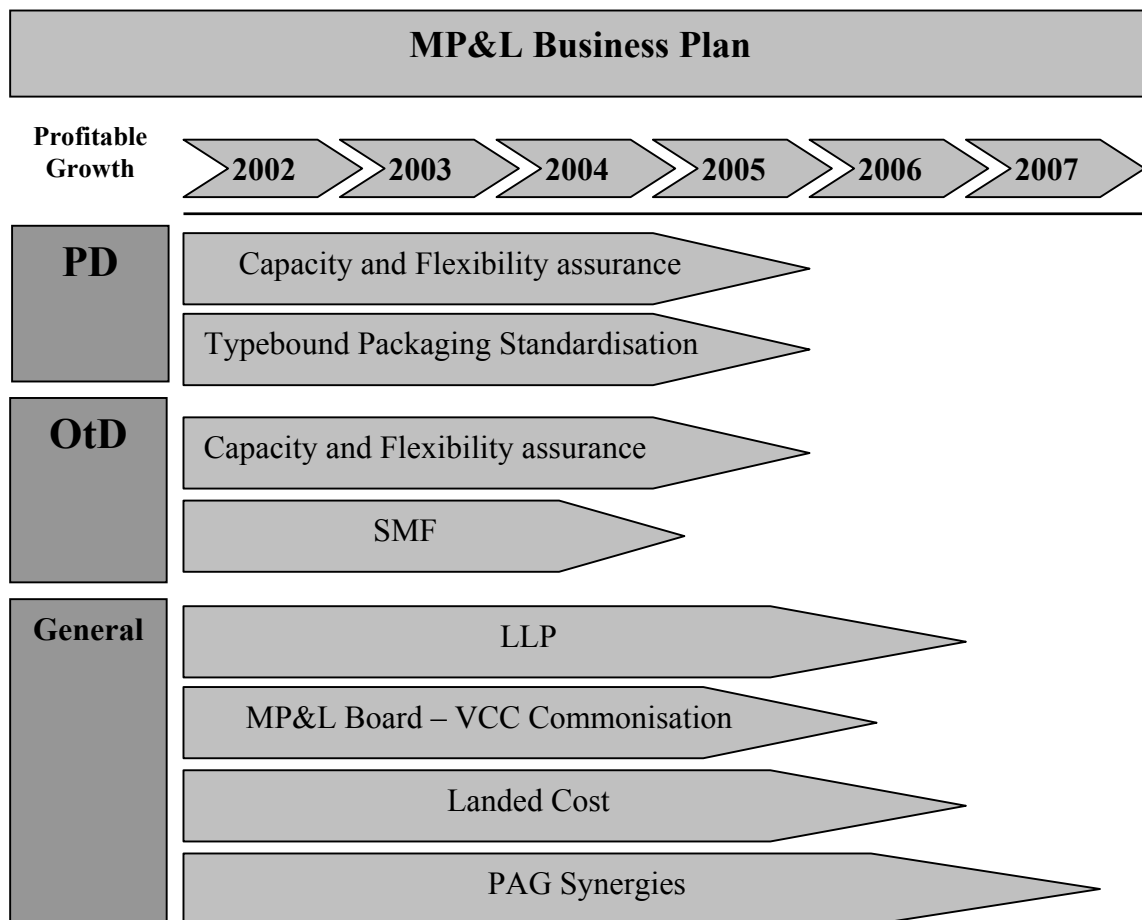 MP&L Business Plan
Profitable
Growth
2002 2003 2004 2005 2006 2007
PD
Capacity and Flexibility assurance
Typebound Packaging Standardisation
OtD
Capacity and Flexibility assurance
SMF
General
LLP
MP&L Board – VCC Commonisation
Landed Cost
PAG Synergies